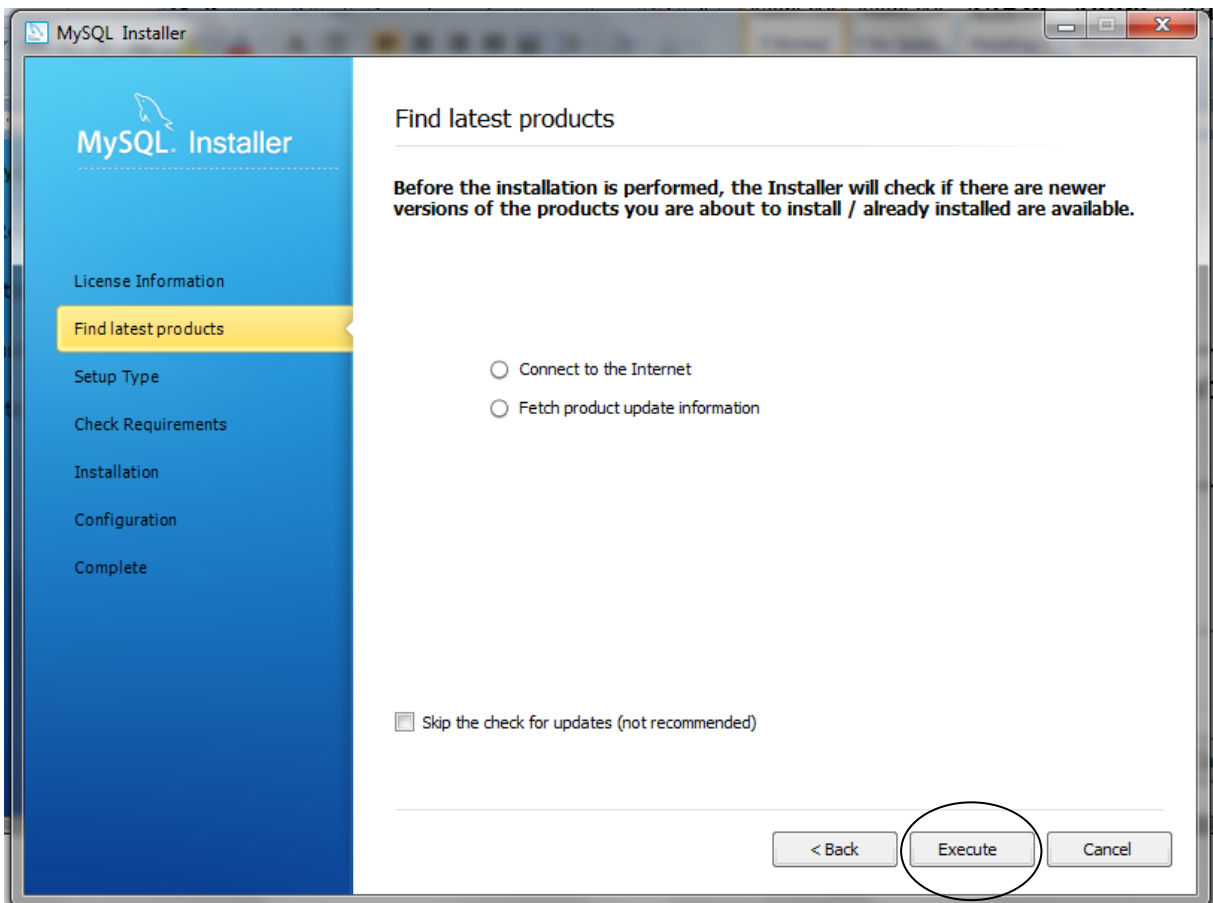 MySQL Installer
MySQL. Installer
Find latest products
Before the installation is performed, the Installer will check if there are newer
versions of the products you are about to install / already installed are available.
License Information
Find latest products
Setup Type
Check Requirements
Installation
Configuration
Complete
Connect to the Internet
Fetch product update information
Skip the check for updates (not recommended)
< Back
Execute
Cancel